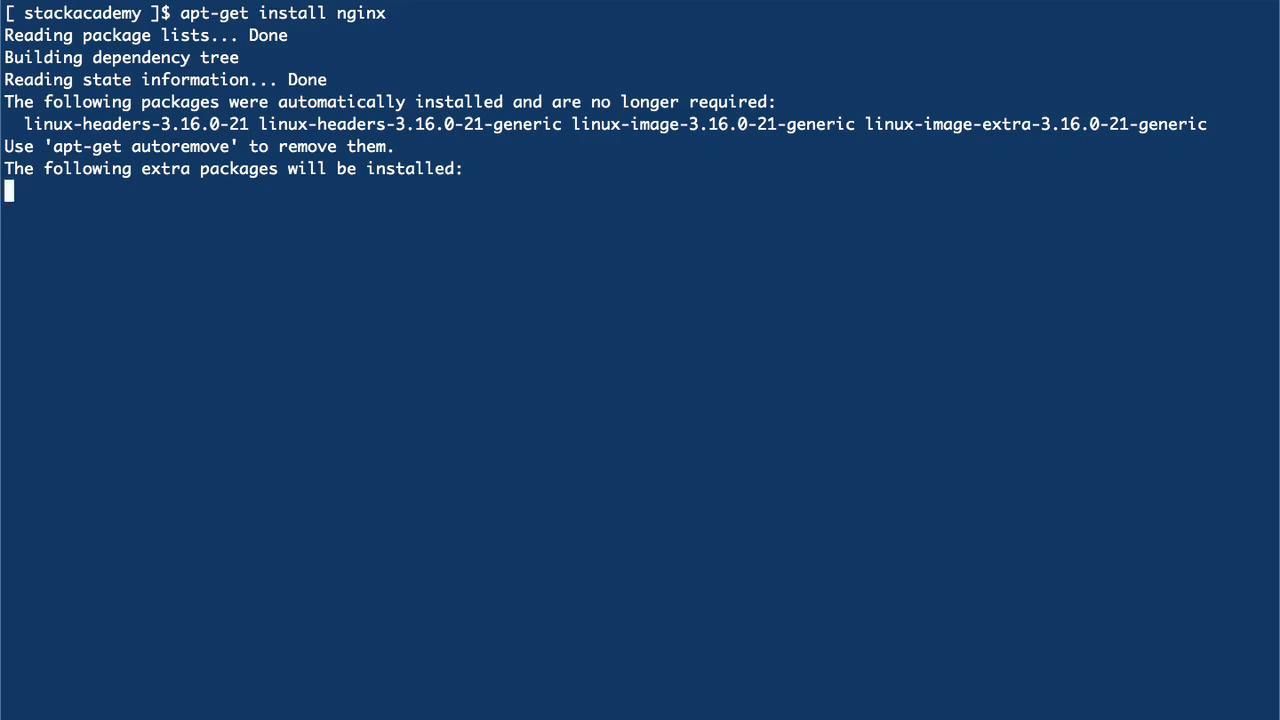 [ stackacademy ]$ apt-get install nginx
Reading package lists... Done
Building dependency tree
Reading state information... Done
The following packages were automatically installed and are no longer required:
  linux-headers-3.16.0-21 linux-headers-3.16.0-21-generic linux-image-3.16.0-21-generic linux-image-extra-3.16.0-21-generic
Use 'apt-get autoremove' to remove them.
The following extra packages will be installed: